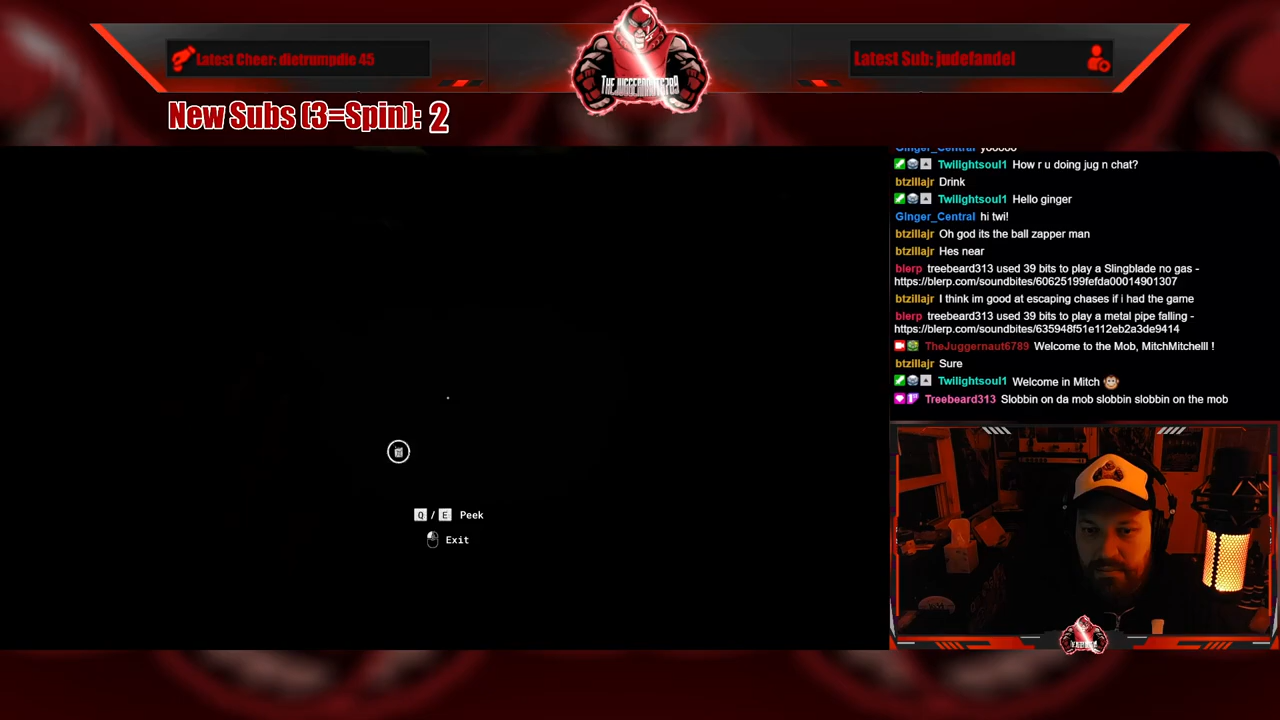 Latest Cheer: dietrumpdie 45
THEJUGGERNAUT6789
Latest Sub: judefandel
New Subs (3=Spin): 2
Ginger_Central yooooo
Twilightsoul1 How r u doing jug n chat?
btzillajr Drink
Twilightsoul1 Hello ginger
Ginger_Central hi twi!
btzillajr Oh god its the ball zapper man
btzillajr Hes near
blerp treebeard313 used 39 bits to play a Slingblade no gas -
https://blerp.com/soundbites/60625199fefda00014901307
btzillajr I think im good at escaping chases if i had the game
blerp treebeard313 used 39 bits to play a metal pipe falling -
https://blerp.com/soundbites/635948f51e112eb2a3de9414
TheJuggernaut6789 Welcome to the Mob, MitchMitchelll !
btzillajr Sure
Twilightsoul1 Welcome in Mitch
Treebeard313 Slobbin on da mob slobbin slobbin on the mob
Q / E Peek
Exit